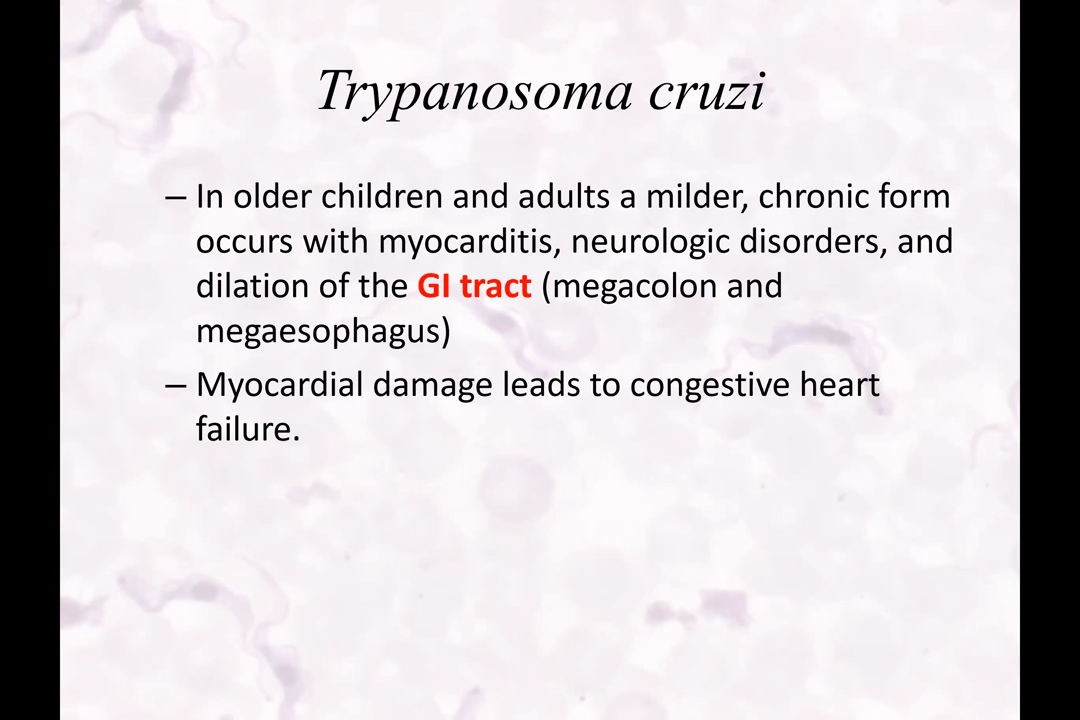 Trypanosoma cruzi
– In older children and adults a milder, chronic form
occurs with myocarditis, neurologic disorders, and
dilation of the GI tract (megacolon and
megaesophagus)
– Myocardial damage leads to congestive heart
failure.